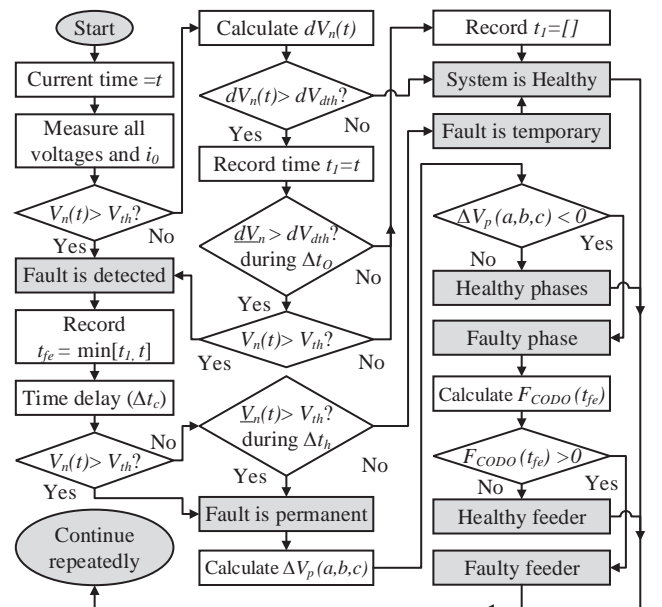 Start
Current time =t
Measure all
voltages and i0
Vn(t)> Vth?
Yes
No
Fault is detected
Record
tfe = min[t1, t]
Time delay (Δtc)
No
Vn(t)> Vth?
Yes
Continue
repeatedly
Calculate dVn(t)
dVn(t)> dVdth?
Yes
No
Record time t1=t
dVn > dVdth?
during ΔtO
No
Yes
Vn(t)> Vth?
Yes
No
Vn(t)> Vth?
during Δth
Yes
No
Fault is permanent
Calculate ΔVp(a,b,c)
Record t1=[]
System is Healthy
Fault is temporary
ΔVp(a,b,c) < 0
Yes
No
Healthy phases
Faulty phase
Calculate FCODO(tfe)
FCODO(tfe) >0
No
Yes
Healthy feeder
Faulty feeder